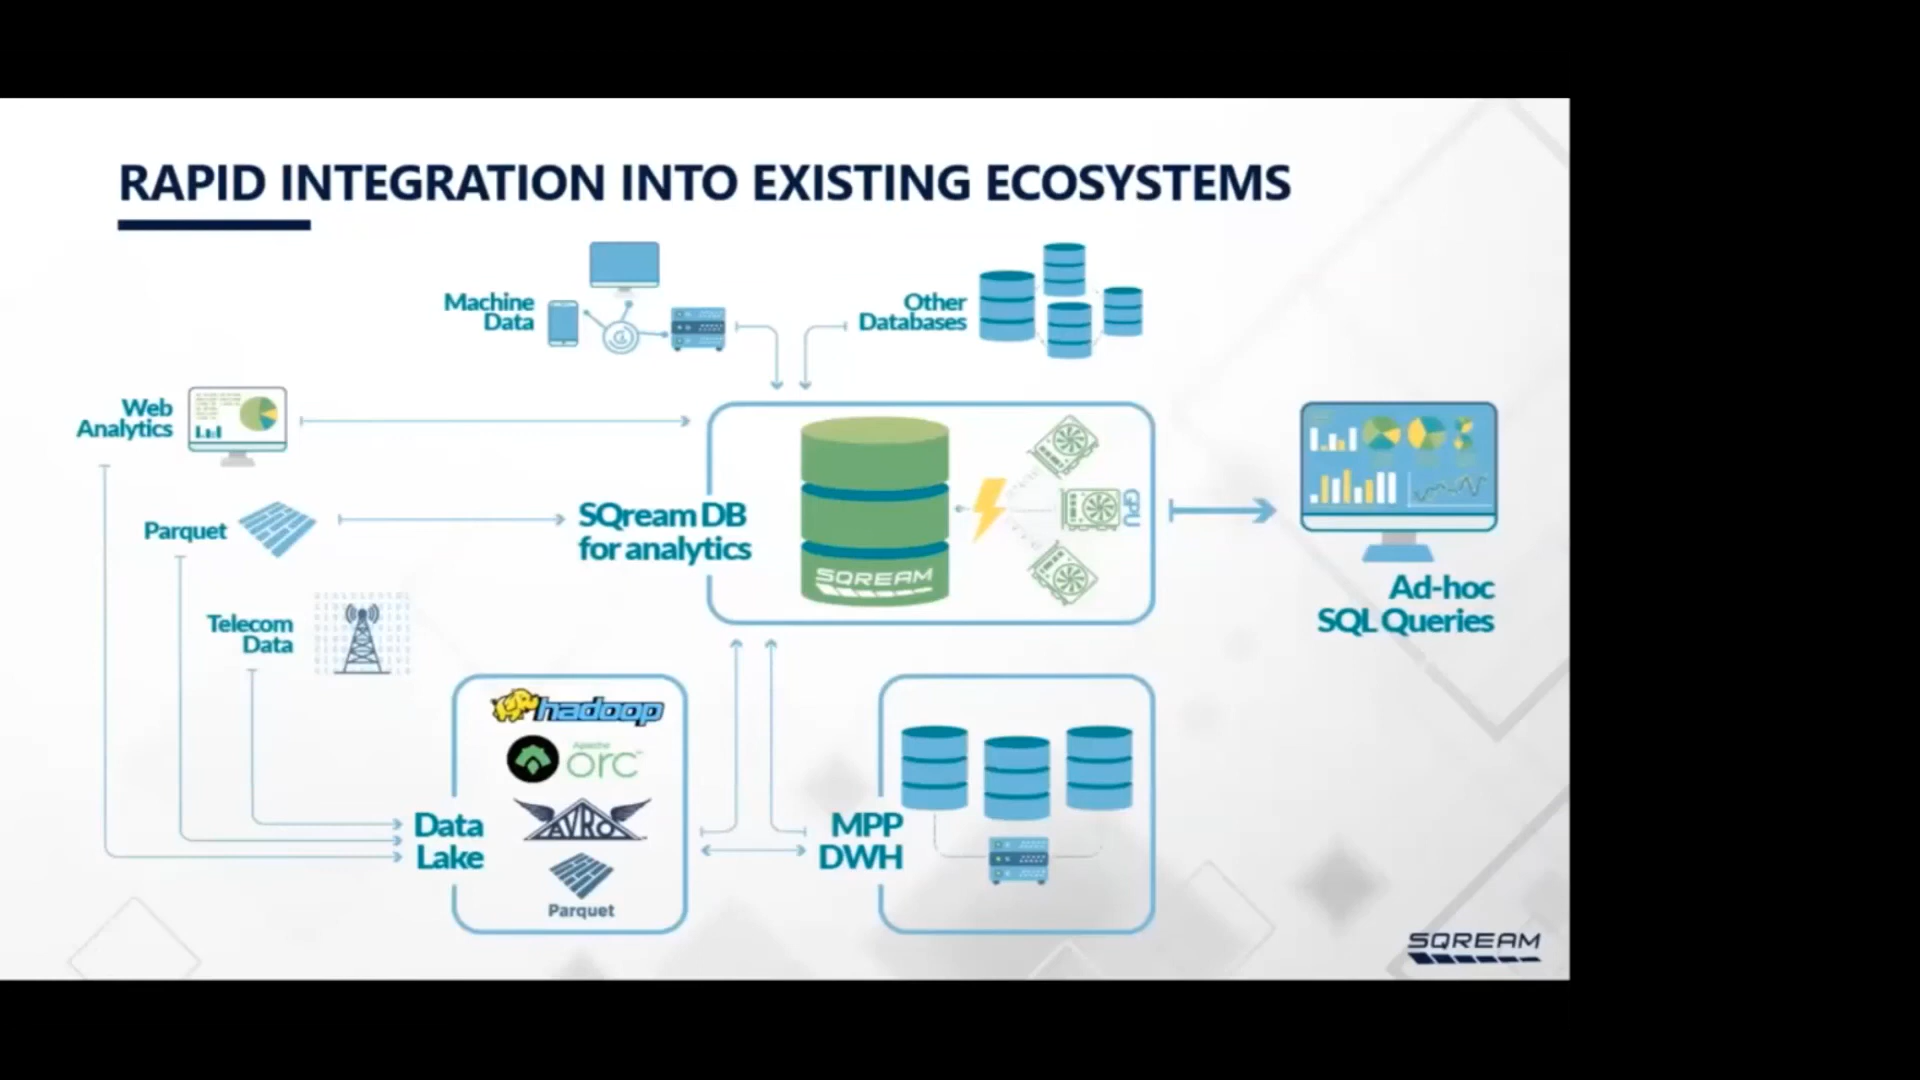 RAPID INTEGRATION INTO EXISTING ECOSYSTEMS
Machine
Data
Other
Databases
Web
Analytics
Parquet
SQream DB
for analytics
SQREAM
GPU
Ad-hoc
SQL Queries
Telecom
Data
hadoop
Apache
orc
Data
Lake
AVRO
Parquet
MPP
DWH
SQREAM